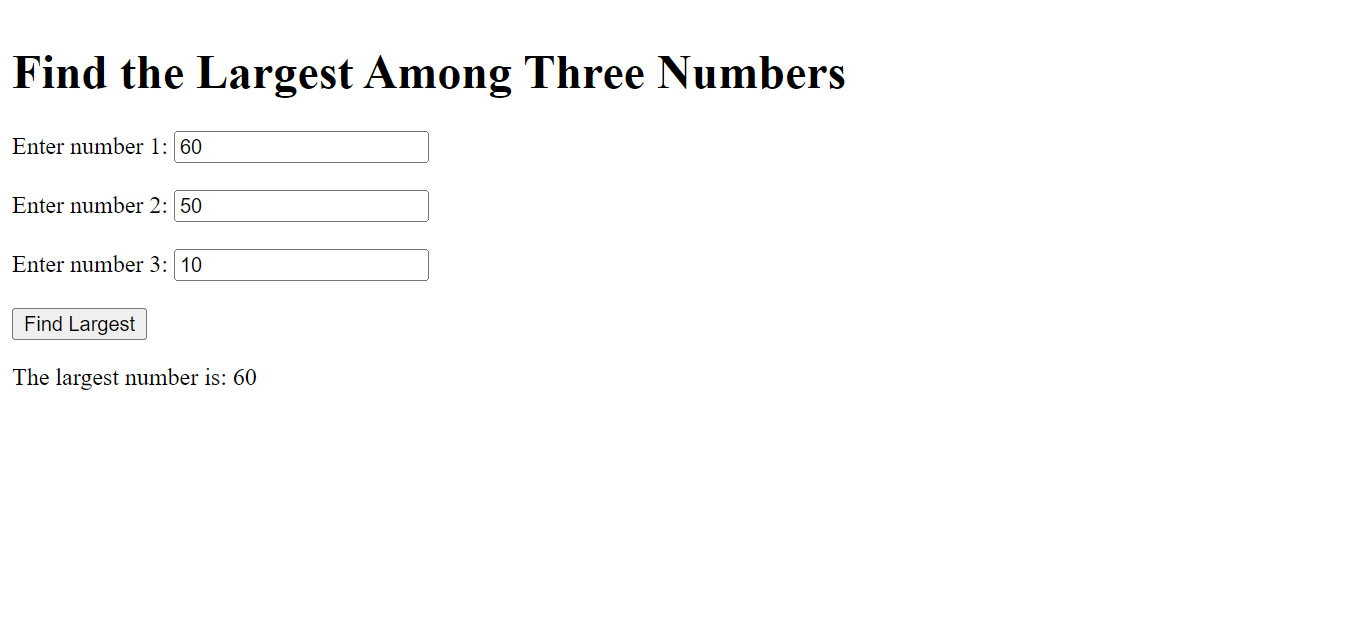 Find the Largest Among Three Numbers
Enter number 1: 60
Enter number 2: 50
Enter number 3: 10
Find Largest
The largest number is: 60